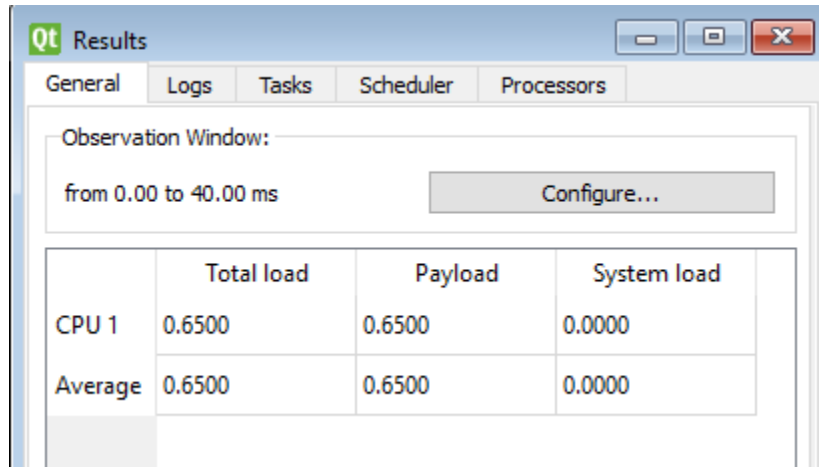 Qt Results
General Logs Tasks Scheduler Processors
Observation Window:
from 0.00 to 40.00 ms Configure...
Total load Payload System load
CPU 1 0.6500 0.6500 0.0000
Average 0.6500 0.6500 0.0000